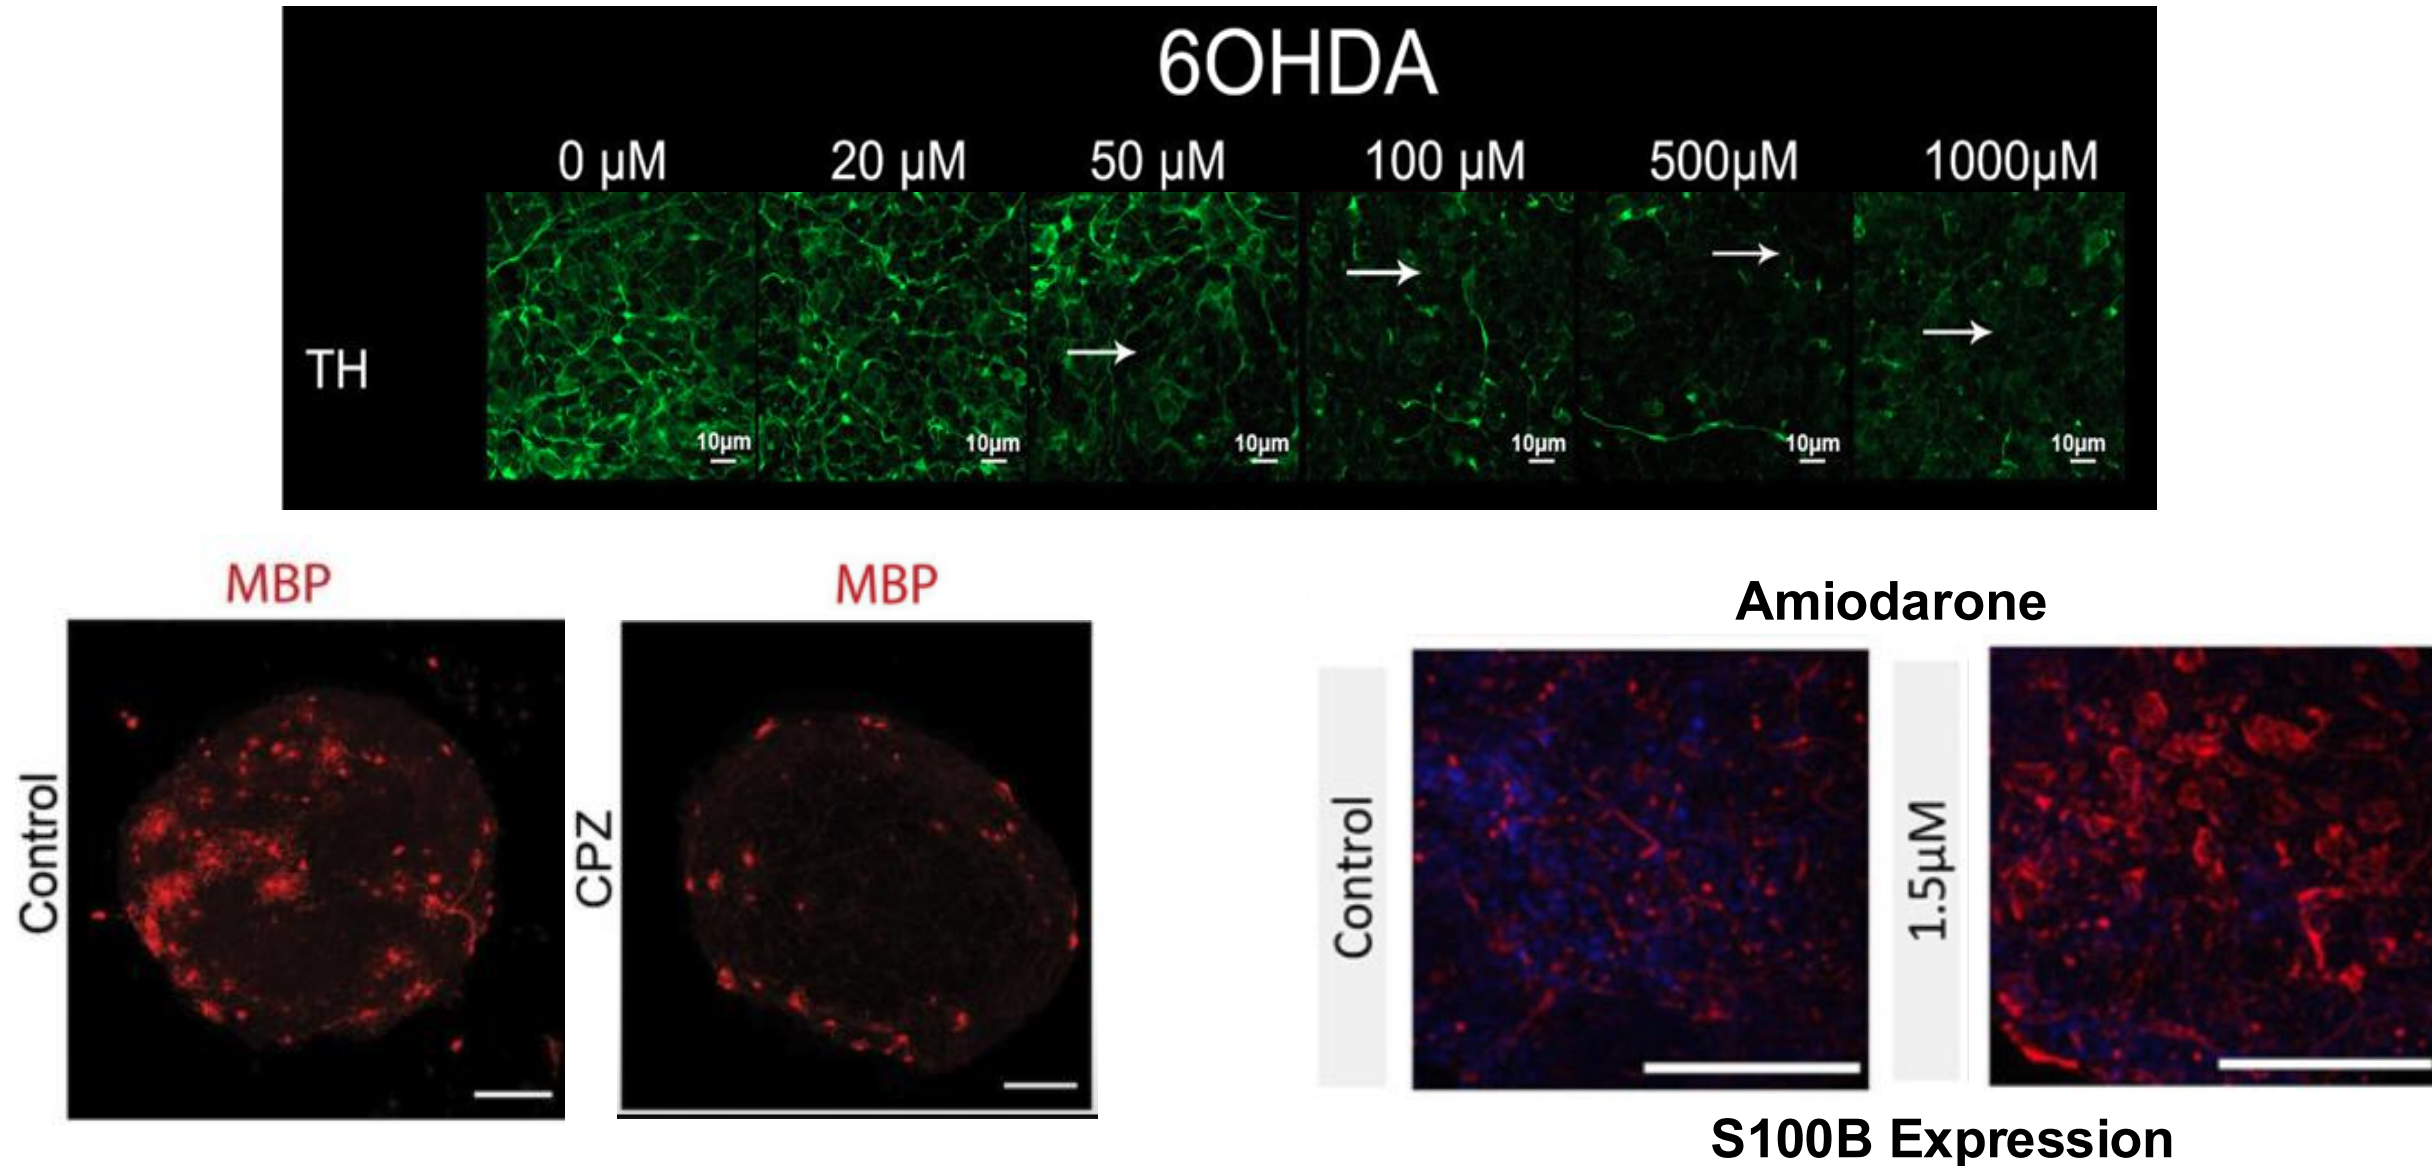 6OHDA
0 µM 20 µM 50 µM 100 µM 500µM 1000µM
TH
10µm 10µm 10µm 10µm 10µm 10µm
MBP MBP
Control
CPZ
Amiodarone
Control
1.5µM
S100B Expression